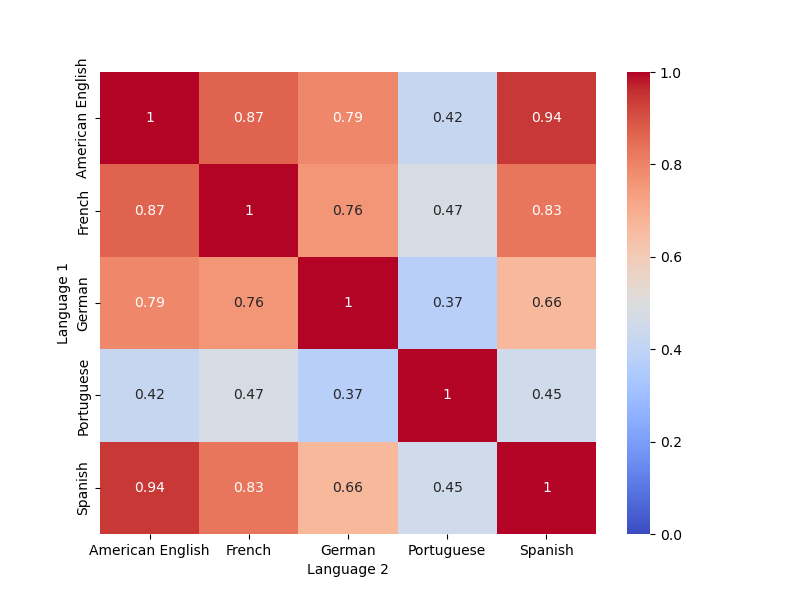 American English 1 0.87 0.79 0.42 0.94
French 0.87 1 0.76 0.47 0.83
German 0.79 0.76 1 0.37 0.66
Portuguese 0.42 0.47 0.37 1 0.45
Spanish 0.94 0.83 0.66 0.45 1
American English French German Portuguese Spanish
Language 2
Language 1
1.0
0.8
0.6
0.4
0.2
0.0